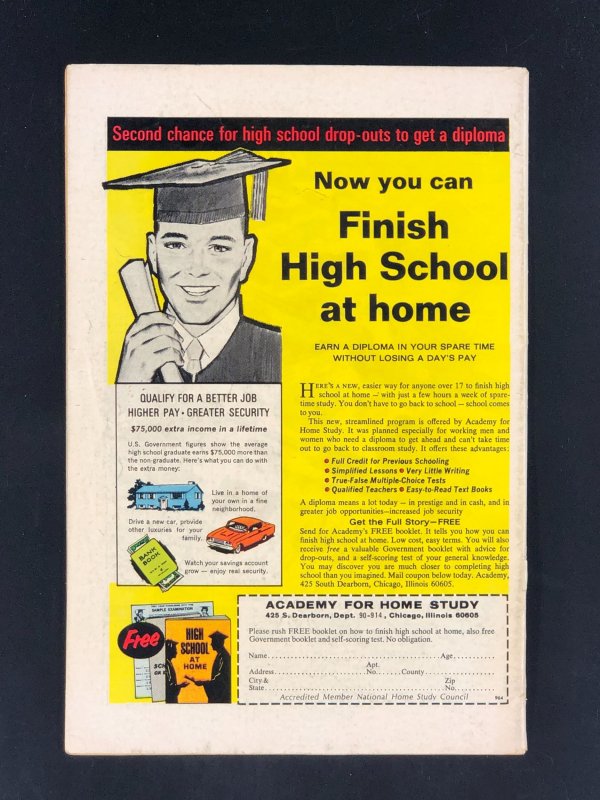 Second chance for high school drop-outs to get a diploma
Now you can
Finish
High School
at home
EARN A DIPLOMA IN YOUR SPARE TIME
WITHOUT LOSING A DAY'S PAY
QUALIFY FOR A BETTER JOB
HIGHER PAY • GREATER SECURITY
$75,000 extra income in a lifetime
U.S. Government figures show the average
high school graduate earns $75,000 more than
the non-graduate. Here's what you can do with
the extra money:
Live in a home of
your own in a fine
neighborhood.
Drive a new car, provide
other luxuries for your
family.
BANK
BOOK
Watch your savings account
grow — enjoy real security.
HERE'S A NEW, easier way for anyone over 17 to finish high
school at home — with just a few hours a week of spare-
time study. You don't have to go back to school — school comes
to you.
This new, streamlined program is offered by Academy for
Home Study. It was planned especially for working men and
women who need a diploma to get ahead and can't take time
out to go back to classroom study. It offers these advantages:
• Full Credit for Previous Schooling
• Simplified Lessons • Very Little Writing
• True-False Multiple-Choice Tests
• Qualified Teachers • Easy-to-Read Text Books
A diploma means a lot today — in prestige and in cash, and in
greater job opportunities—increased job security
Get the Full Story—FREE
Send for Academy's FREE booklet. It tells you how you can
finish high school at home. Low cost, easy terms. You will also
receive free a valuable Government booklet with advice for
drop-outs, and a self-scoring test of your general knowledge.
You may discover you are much closer to completing high
school than you imagined. Mail coupon below today. Academy,
425 South Dearborn, Chicago, Illinois 60605.
SAMPLE EXAMINATION
Free
HIGH
SCHOOL
AT
HOME
ACADEMY FOR HOME STUDY
425 S. Dearborn, Dept. 90-914, Chicago, Illinois 60605
Please rush FREE booklet on how to finish high school at home, also free
Government booklet and self-scoring test. No obligation.
Name Age
Apt.
Address No. County
City & Zip
State No.
Accredited Member National Home Study Council 964